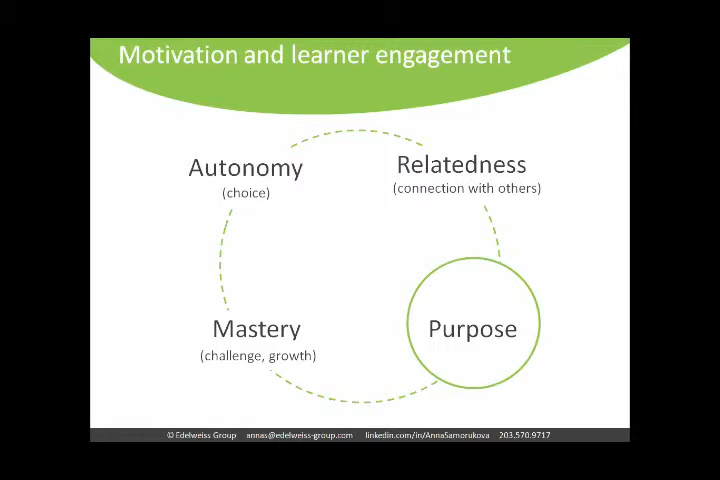 Motivation and learner engagement
Autonomy
(choice)
Relatedness
(connection with others)
Mastery
(challenge, growth)
Purpose
© Edelweiss Group annas@edelweiss-group.com linkedin.com/in/AnnaSamorukova 203.570.9717